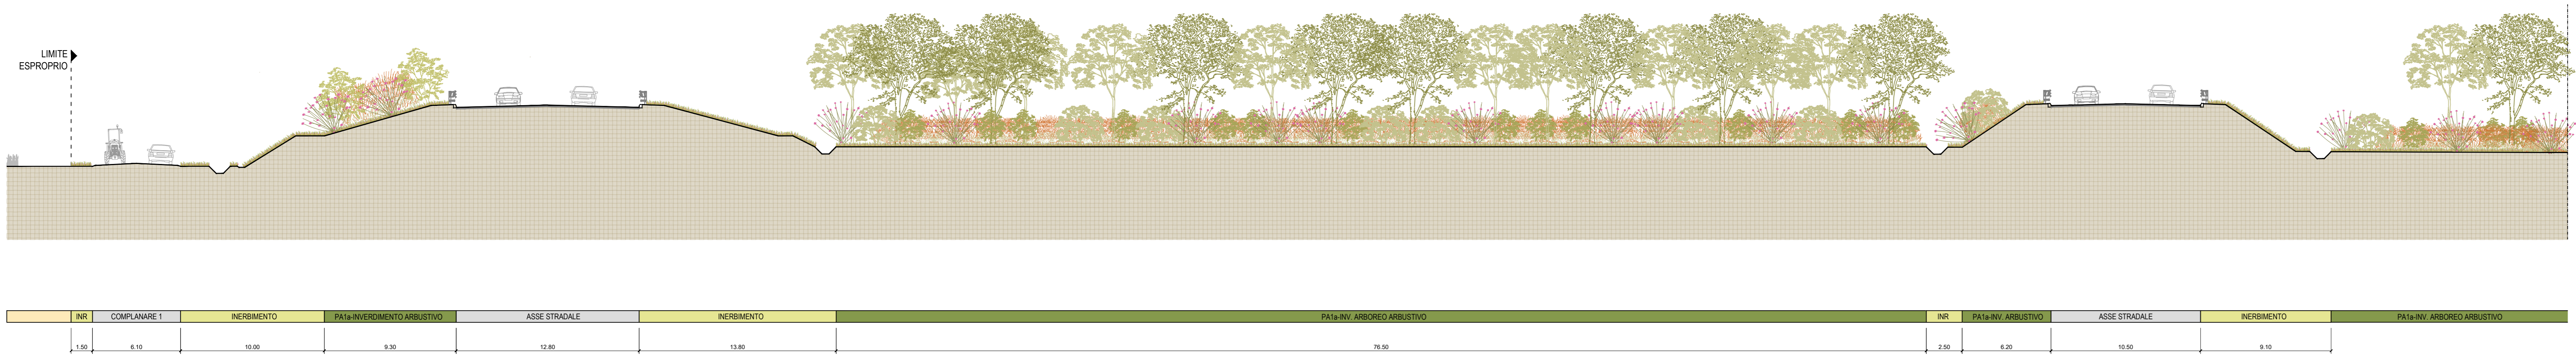 LIMITE
ESPROPRIO
INR COMPLANARE 1 INERBIMENTO PA1a-INVERDIMENTO ARBUSTIVO ASSE STRADALE INERBIMENTO PA1a-INV. ARBOREO ARBUSTIVO INR PA1a-INV. ARBUSTIVO ASSE STRADALE INERBIMENTO PA1a-INV. ARBOREO ARBUSTIVO
1.50 6.10 10.00 9.30 12.80 13.80 76.50 2.50 6.20 10.50 9.10